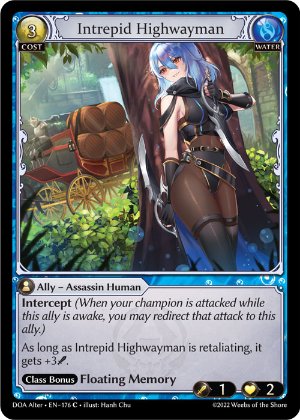 3
Intrepid Highwayman
COST
WATER
Ally – Assassin Human
Intercept (When your champion is attacked while
this ally is awake, you may redirect that attack to this
ally.)
As long as Intrepid Highwayman is retaliating, it
gets +3.
Class Bonus Floating Memory
1
2
DOA Alter • EN-176 C • illust: Hanh Chu
©2022 Weebs of the Shore